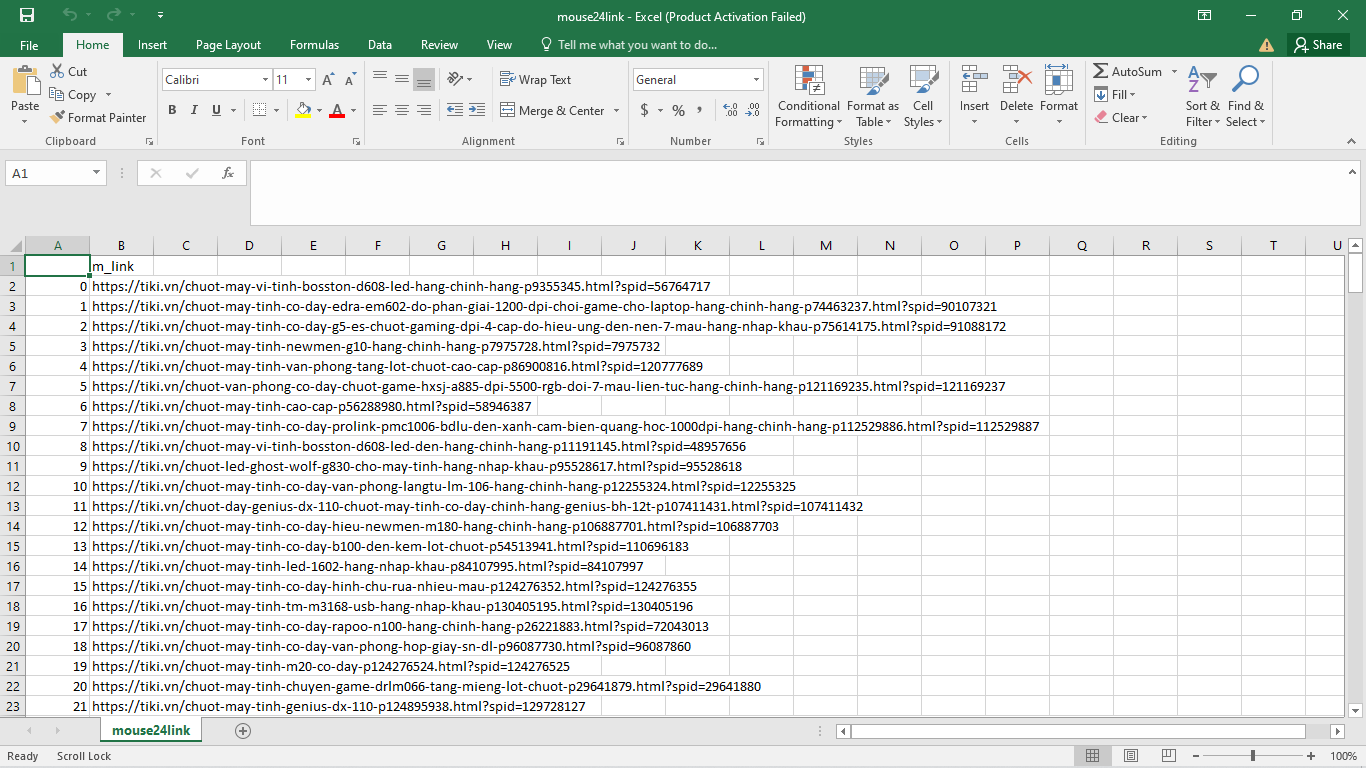 mouse24link - Excel (Product Activation Failed)
File Home Insert Page Layout Formulas Data Review View Tell me what you want to do... Share
Paste
Cut
Copy
Format Painter
Clipboard
Calibri 11
B I U
Font
Wrap Text
Merge & Center
Alignment
General
$ % ,
Number
Conditional Formatting
Format as Table
Cell Styles
Styles
Insert Delete Format
Cells
AutoSum
Fill
Clear
Sort & Filter
Find & Select
Editing
A1 fx
A B C D E F G H I J K L M N O P Q R S T U
1 m_link
2 0 https://tiki.vn/chuot-may-vi-tinh-bosston-d608-led-hang-chinh-hang-p9355345.html?spid=56764717
3 1 https://tiki.vn/chuot-may-tinh-co-day-edra-em602-do-phan-giai-1200-dpi-choi-game-cho-laptop-hang-chinh-hang-p74463237.html?spid=90107321
4 2 https://tiki.vn/chuot-may-tinh-co-day-g5-es-chuot-gaming-dpi-4-cap-do-hieu-ung-den-nen-7-mau-hang-nhap-khau-p75614175.html?spid=91088172
5 3 https://tiki.vn/chuot-may-tinh-newmen-g10-hang-chinh-hang-p7975728.html?spid=7975732
6 4 https://tiki.vn/chuot-may-tinh-van-phong-tang-lot-chuot-cao-cap-p86900816.html?spid=120777689
7 5 https://tiki.vn/chuot-van-phong-co-day-chuot-game-hxsj-a885-dpi-5500-rgb-doi-7-mau-lien-tuc-hang-chinh-hang-p121169235.html?spid=121169237
8 6 https://tiki.vn/chuot-may-tinh-cao-cap-p56288980.html?spid=58946387
9 7 https://tiki.vn/chuot-may-tinh-co-day-prolink-pmc1006-bdlu-den-xanh-cam-bien-quang-hoc-1000dpi-hang-chinh-hang-p112529886.html?spid=112529887
10 8 https://tiki.vn/chuot-may-vi-tinh-bosston-d608-led-den-hang-chinh-hang-p11191145.html?spid=48957656
11 9 https://tiki.vn/chuot-led-ghost-wolf-g830-cho-may-tinh-hang-nhap-khau-p95528617.html?spid=95528618
12 10 https://tiki.vn/chuot-may-tinh-co-day-van-phong-langtu-lm-106-hang-chinh-hang-p12255324.html?spid=12255325
13 11 https://tiki.vn/chuot-day-genius-dx-110-chuot-may-tinh-co-day-chinh-hang-genius-bh-12t-p107411431.html?spid=107411432
14 12 https://tiki.vn/chuot-may-tinh-co-day-hieu-newmen-m180-hang-chinh-hang-p106887701.html?spid=106887703
15 13 https://tiki.vn/chuot-may-tinh-co-day-b100-den-kem-lot-chuot-p54513941.html?spid=110696183
16 14 https://tiki.vn/chuot-may-tinh-led-1602-hang-nhap-khau-p84107995.html?spid=84107997
17 15 https://tiki.vn/chuot-may-tinh-co-day-hinh-chu-rua-nhieu-mau-p124276352.html?spid=124276355
18 16 https://tiki.vn/chuot-may-tinh-tm-m3168-usb-hang-nhap-khau-p130405195.html?spid=130405196
19 17 https://tiki.vn/chuot-may-tinh-co-day-rapoo-n100-hang-chinh-hang-p26221883.html?spid=72043013
20 18 https://tiki.vn/chuot-may-tinh-co-day-van-phong-hop-giay-sn-dl-p96087730.html?spid=96087860
21 19 https://tiki.vn/chuot-may-tinh-m20-co-day-p124276524.html?spid=124276525
22 20 https://tiki.vn/chuot-may-tinh-chuyen-game-drlm066-tang-mieng-lot-chuot-p29641879.html?spid=29641880
23 21 https://tiki.vn/chuot-may-tinh-genius-dx-110-p124895938.html?spid=129728127
mouse24link
Ready Scroll Lock 100%